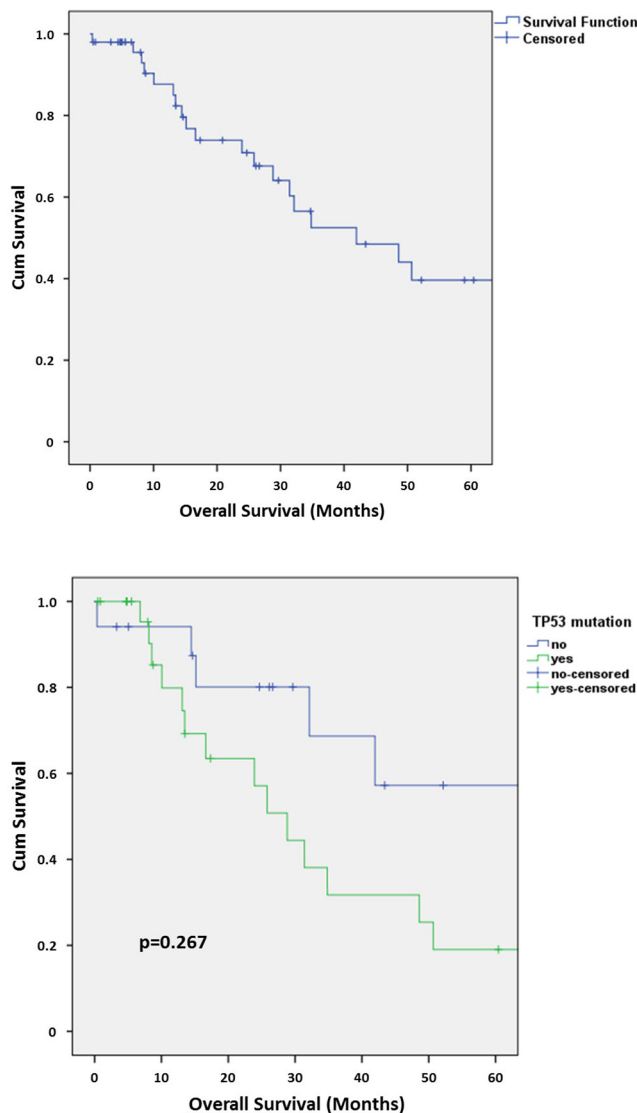 Survival Function
Censored
1.0
0.8
0.6
0.4
0.2
0
Cum Survival
0 10 20 30 40 50 60
Overall Survival (Months)
TP53 mutation
no
yes
no-censored
yes-censored
1.0
0.8
0.6
0.4
0.2
0
Cum Survival
p=0.267
0 10 20 30 40 50 60
Overall Survival (Months)